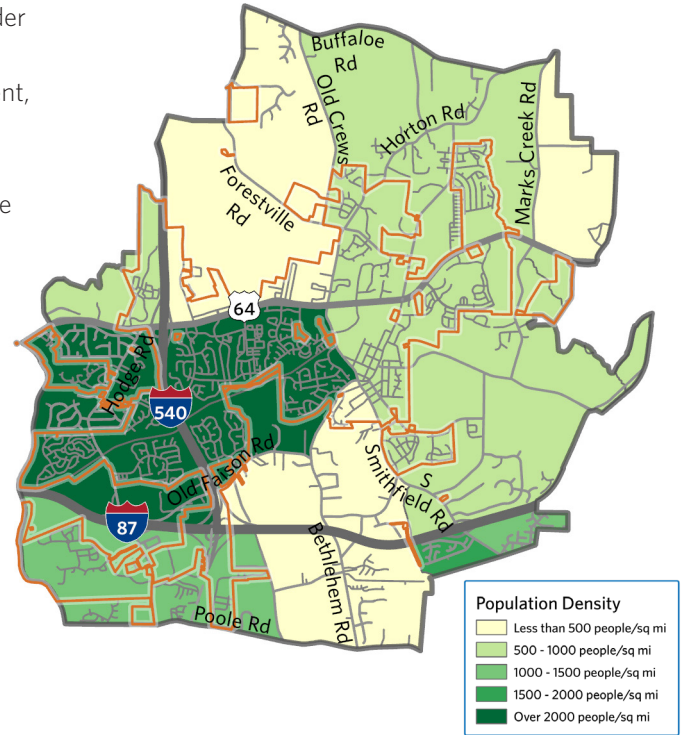 der
ent,
e
Buffaloe
Rd
Old Crews
Rd
Horton Rd
Marks Creek Rd
Forestville
Rd
64
Hodge Rd
540
Old Faison Rd
S
Smithfield Rd
87
Bethlehem Rd
Poole Rd
Population Density
Less than 500 people/sq mi
500 - 1000 people/sq mi
1000 - 1500 people/sq mi
1500 - 2000 people/sq mi
Over 2000 people/sq mi